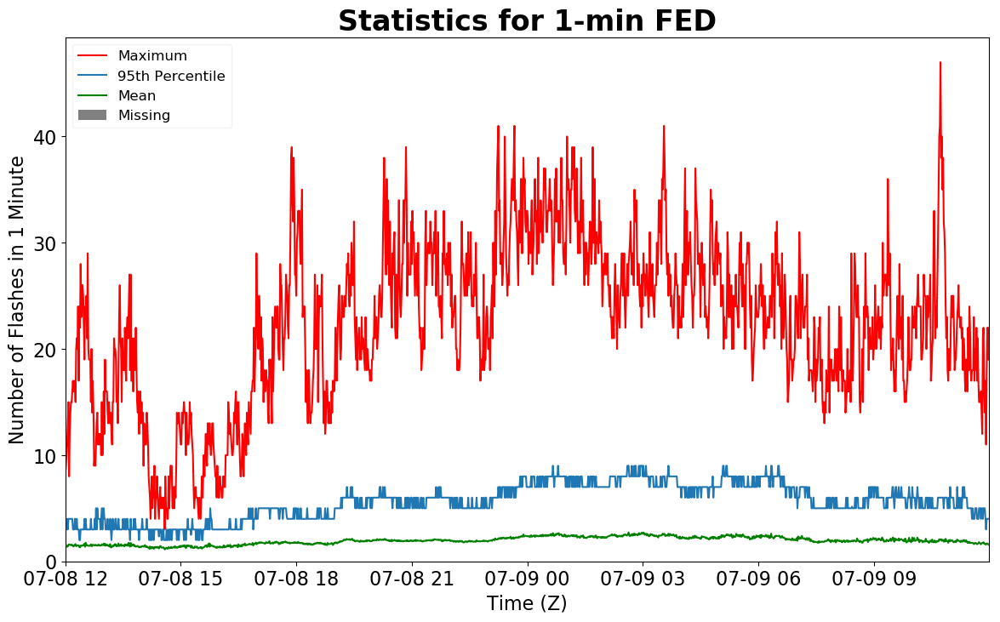 Statistics for 1-min FED
Maximum
95th Percentile
Mean
Missing
Number of Flashes in 1 Minute
40
30
20
10
0
07-08 12
07-08 15
07-08 18
07-08 21
07-09 00
07-09 03
07-09 06
07-09 09
Time (Z)